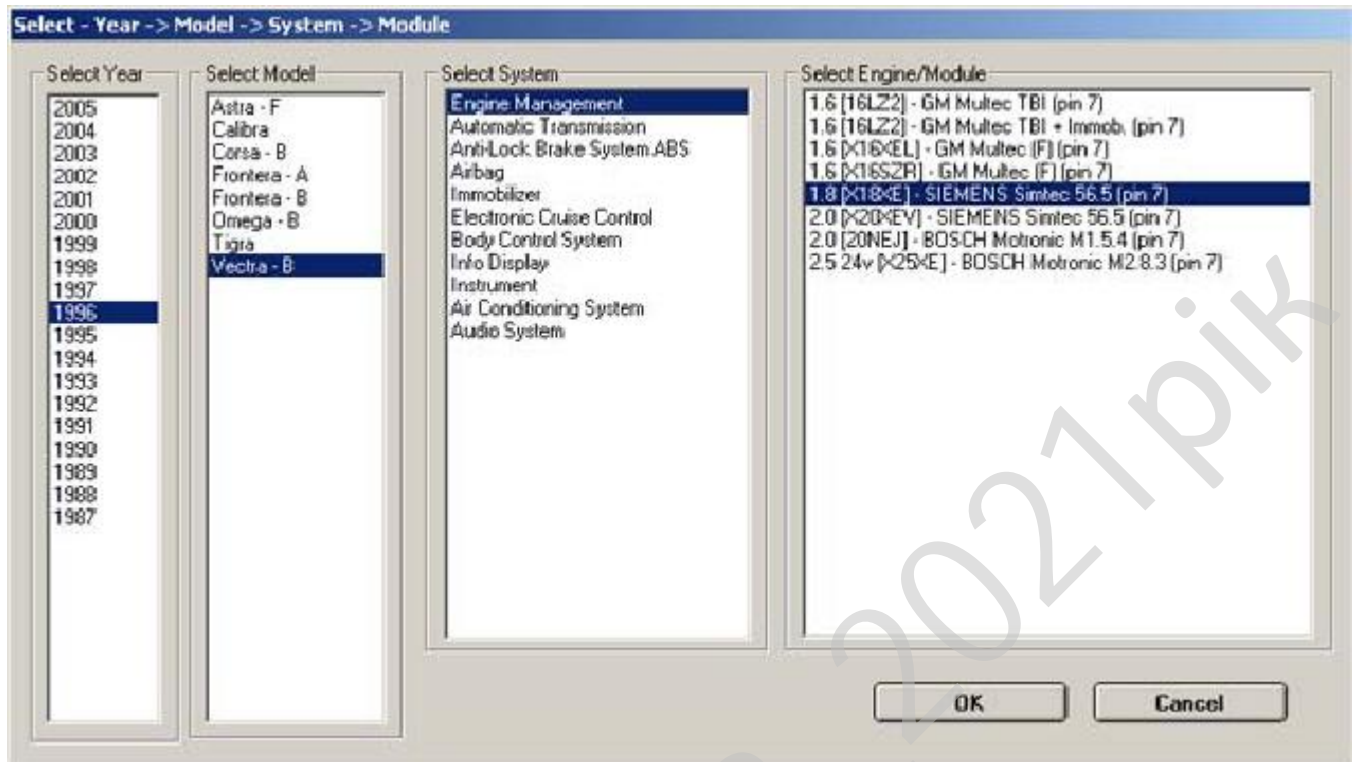 Select - Year -> Model -> System -> Module
Select Year
2005
2004
2003
2002
2001
2000
1999
1998
1997
1996
1995
1994
1993
1992
1991
1990
1989
1988
1987
Select Model
Astra - F
Calibra
Corsa - B
Frontera - A
Frontera - B
Omega - B
Tigra
Vectra - B
Select System
Engine Management
Automatic Transmission
Anti-Lock Brake System ABS
Airbag
Immobilizer
Electronic Cruise Control
Body Control System
Info Display
Instrument
Air Conditioning System
Audio System
Select Engine/Module
1.6 [16LZ2] - GM Multec TBI (pin 7)
1.6 [16LZ2] - GM Multec TBI + Immob. (pin 7)
1.6 [X16XEL] - GM Multec (F) (pin 7)
1.6 [X16SZR] - GM Multec (F) (pin 7)
1.8 [X18XE] - SIEMENS Simtec 56.5 (pin 7)
2.0 [X20XEV] - SIEMENS Simtec 56.5 (pin 7)
2.0 [20NEJ] - BOSCH Motronic M1.5.4 (pin 7)
2.5 24v [X25XE] - BOSCH Motronic M2.8.3 (pin 7)
OK
Cancel
2021pik